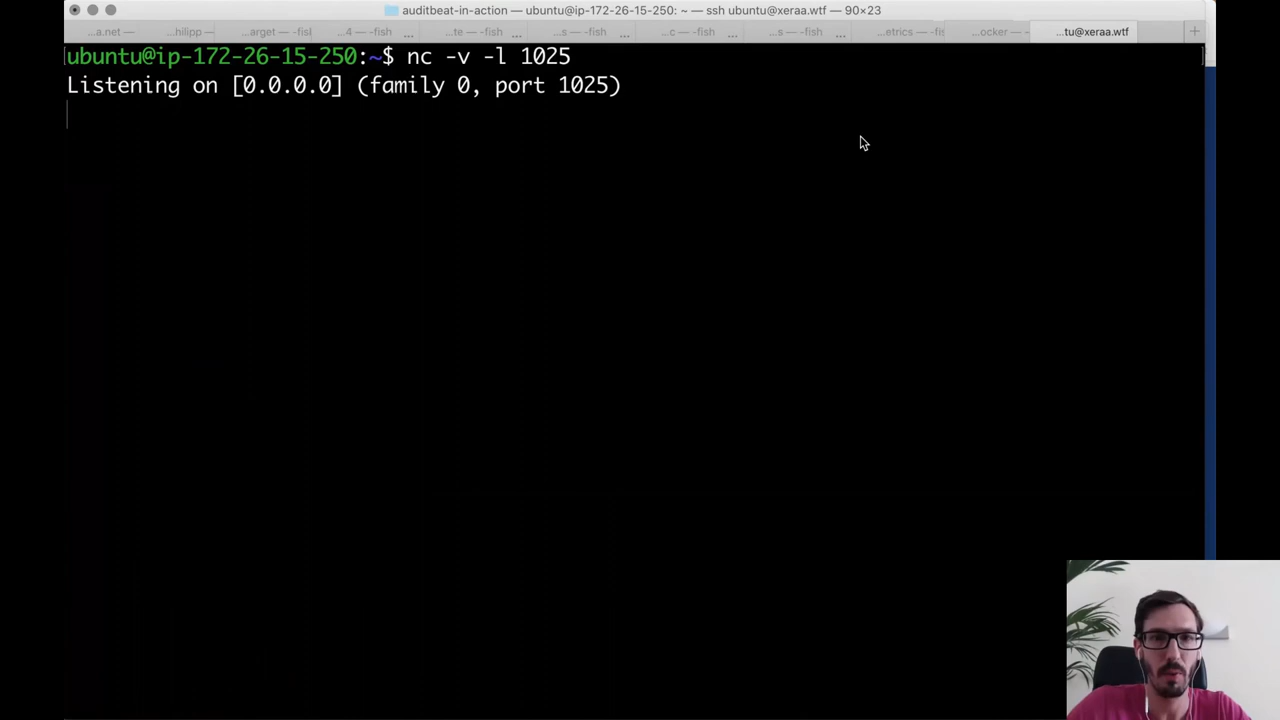 auditbeat-in-action — ubuntu@ip-172-26-15-250: ~ — ssh ubuntu@xeraa.wtf — 90×23
...a.net — ...hilipp — ...arget — -fish ...4 — -fish ...te — -fish ...s — -fish ...c — -fish ...s — -fish ...etrics — -fish ...ocker — - ...tu@xeraa.wtf +
ubuntu@ip-172-26-15-250:~$ nc -v -l 1025
Listening on [0.0.0.0] (family 0, port 1025)